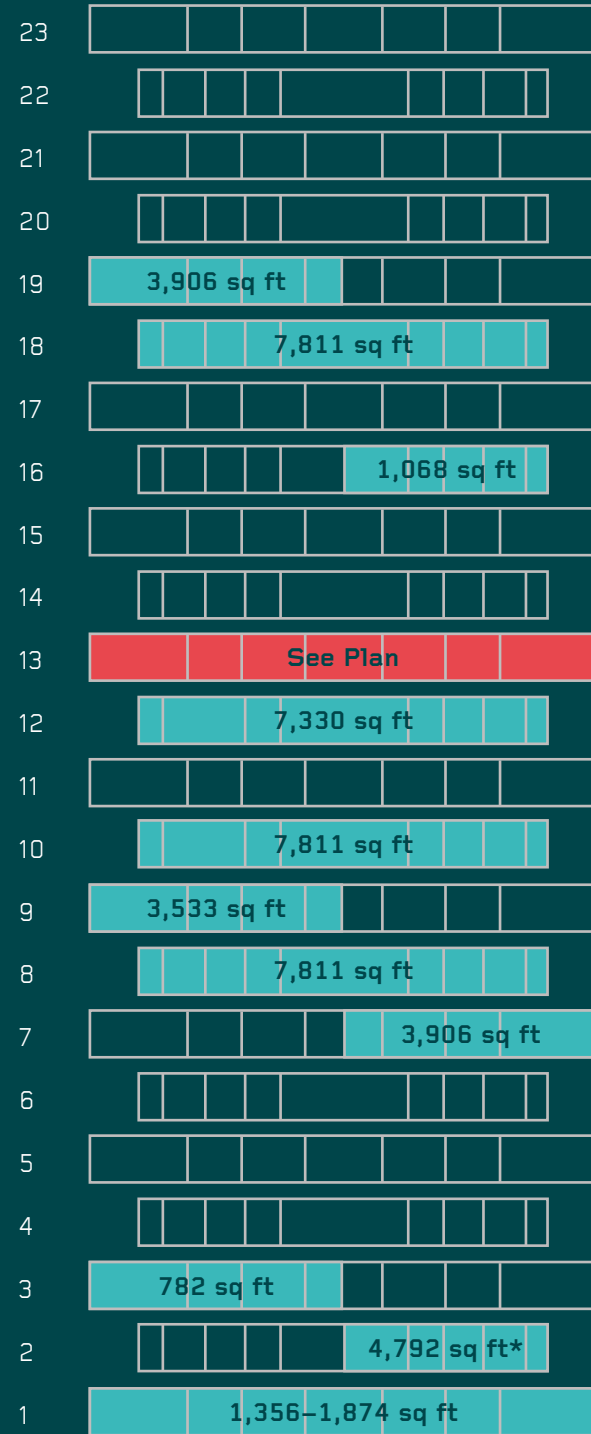 23
22
21
20
19 3,906 sq ft
18 7,811 sq ft
17
16 1,068 sq ft
15
14
13 See Plan
12 7,330 sq ft
11
10 7,811 sq ft
9 3,533 sq ft
8 7,811 sq ft
7 3,906 sq ft
6
5
4
3 782 sq ft
2 4,792 sq ft*
1 1,356–1,874 sq ft